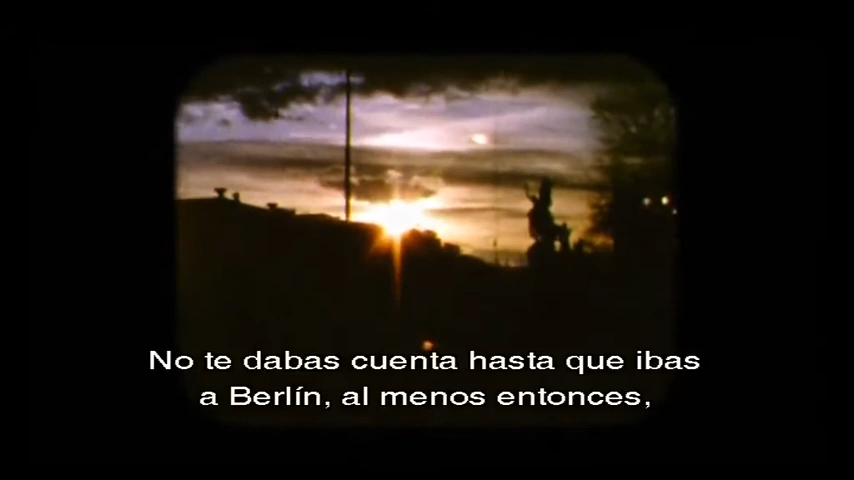 No te dabas cuenta hasta que ibas
a Berlín, al menos entonces,